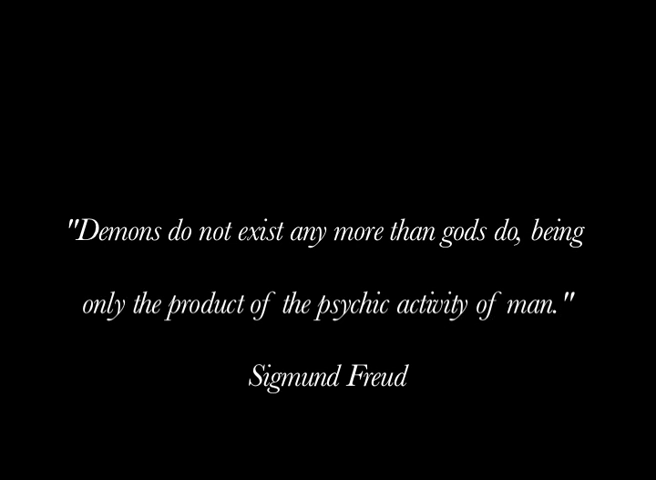 "Demons do not exist any more than gods do, being
only the product of the psychic activity of man."
Sigmund Freud